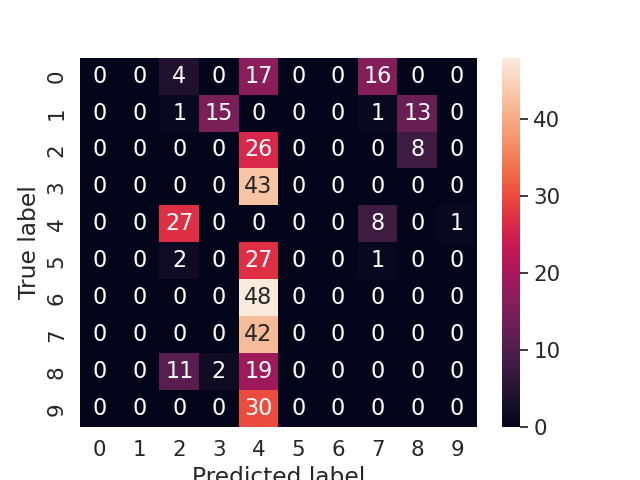 0 0 0 4 0 17 0 0 16 0 0
1 0 0 1 15 0 0 0 1 13 0
2 0 0 0 0 26 0 0 0 8 0
3 0 0 0 0 43 0 0 0 0 0
4 0 0 27 0 0 0 0 8 0 1
5 0 0 2 0 27 0 0 1 0 0
6 0 0 0 0 48 0 0 0 0 0
7 0 0 0 0 42 0 0 0 0 0
8 0 0 11 2 19 0 0 0 0 0
9 0 0 0 0 30 0 0 0 0 0
0 1 2 3 4 5 6 7 8 9
True label
Predicted label
40
30
20
10
0